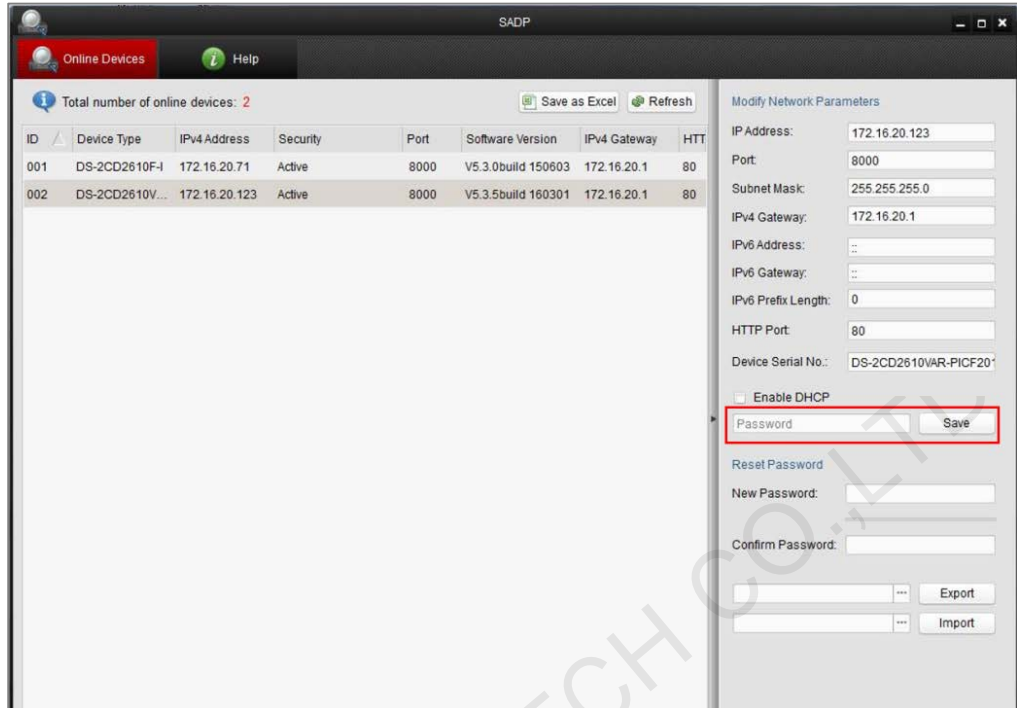 SADP
Online Devices
Help
Total number of online devices: 2
Save as Excel
Refresh
ID Device Type IPv4 Address Security Port Software Version IPv4 Gateway HTT
001 DS-2CD2610F-I 172.16.20.71 Active 8000 V5.3.0build 150603 172.16.20.1 80
002 DS-2CD2610V... 172.16.20.123 Active 8000 V5.3.5build 160301 172.16.20.1 80
Modify Network Parameters
IP Address: 172.16.20.123
Port: 8000
Subnet Mask: 255.255.255.0
IPv4 Gateway: 172.16.20.1
IPv6 Address: ::
IPv6 Gateway: ::
IPv6 Prefix Length: 0
HTTP Port: 80
Device Serial No.: DS-2CD2610VAR-PICF201
Enable DHCP
Password Save
Reset Password
New Password:
Confirm Password:
... Export
... Import
TECH CO.,LTD